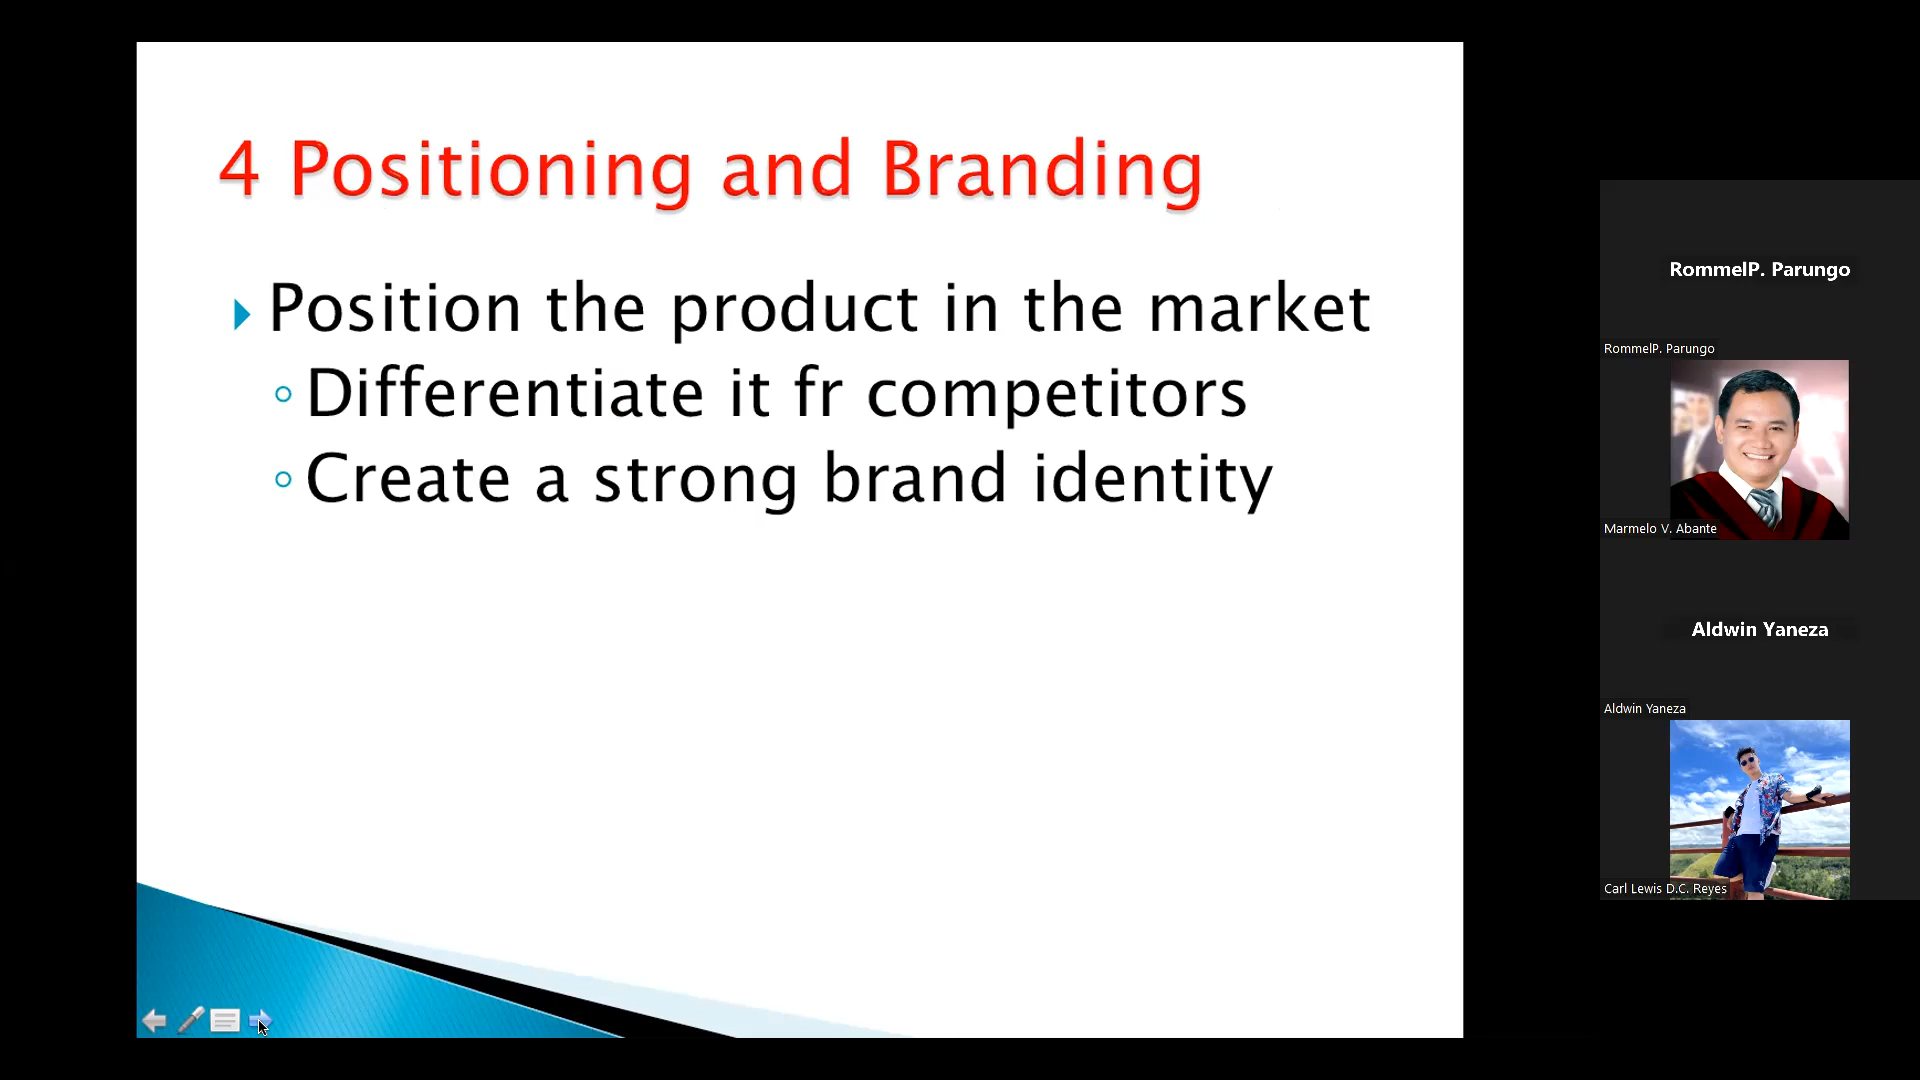 4 Positioning and Branding
Position the product in the market
Differentiate it fr competitors
Create a strong brand identity
RommelP. Parungo
RommelP. Parungo
Marmelo V. Abante
Aldwin Yaneza
Aldwin Yaneza
Carl Lewis D.C. Reyes